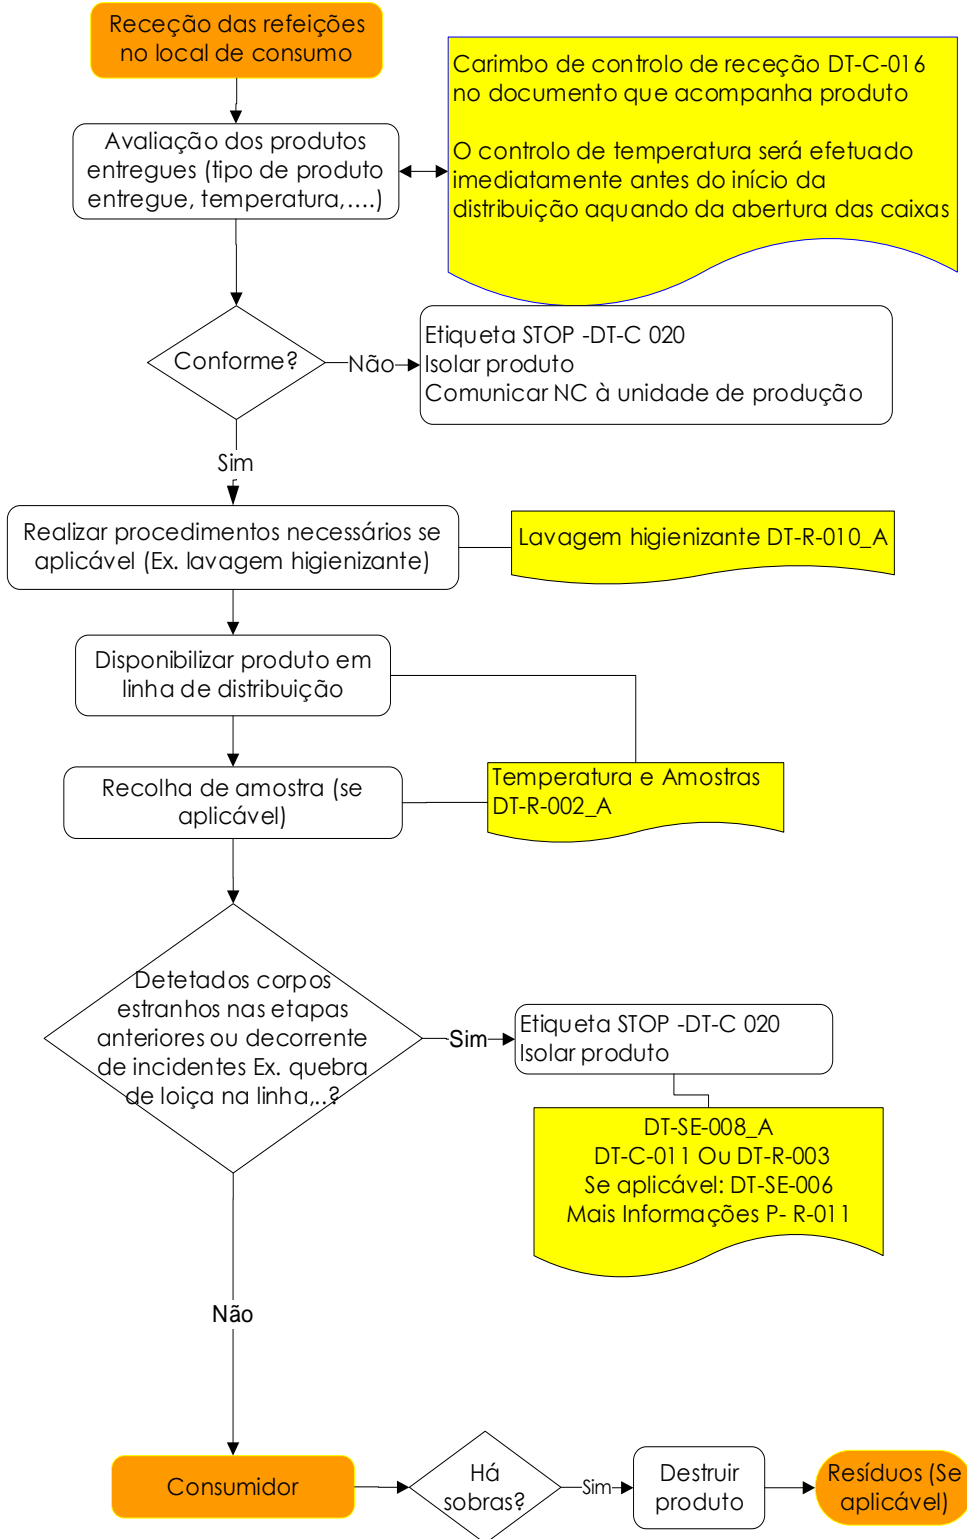 Receção das refeições
no local de consumo
Carimbo de controlo de receção DT-C-016
no documento que acompanha produto
O controlo de temperatura será efetuado
imediatamente antes do início da
distribuição aquando da abertura das caixas
Avaliação dos produtos
entregues (tipo de produto
entregue, temperatura,....)
Conforme?
Não
Etiqueta STOP -DT-C 020
Isolar produto
Comunicar NC à unidade de produção
Sim
Realizar procedimentos necessários se
aplicável (Ex. lavagem higienizante)
Lavagem higienizante DT-R-010_A
Disponibilizar produto em
linha de distribuição
Recolha de amostra (se
aplicável)
Temperatura e Amostras
DT-R-002_A
Detetados corpos
estranhos nas etapas
anteriores ou decorrente
de incidentes Ex. quebra
de loiça na linha,..?
Sim
Etiqueta STOP -DT-C 020
Isolar produto
DT-SE-008_A
DT-C-011 Ou DT-R-003
Se aplicável: DT-SE-006
Mais Informações P- R-011
Não
Consumidor
Há
sobras?
Sim
Destruir
produto
Resíduos (Se
aplicável)